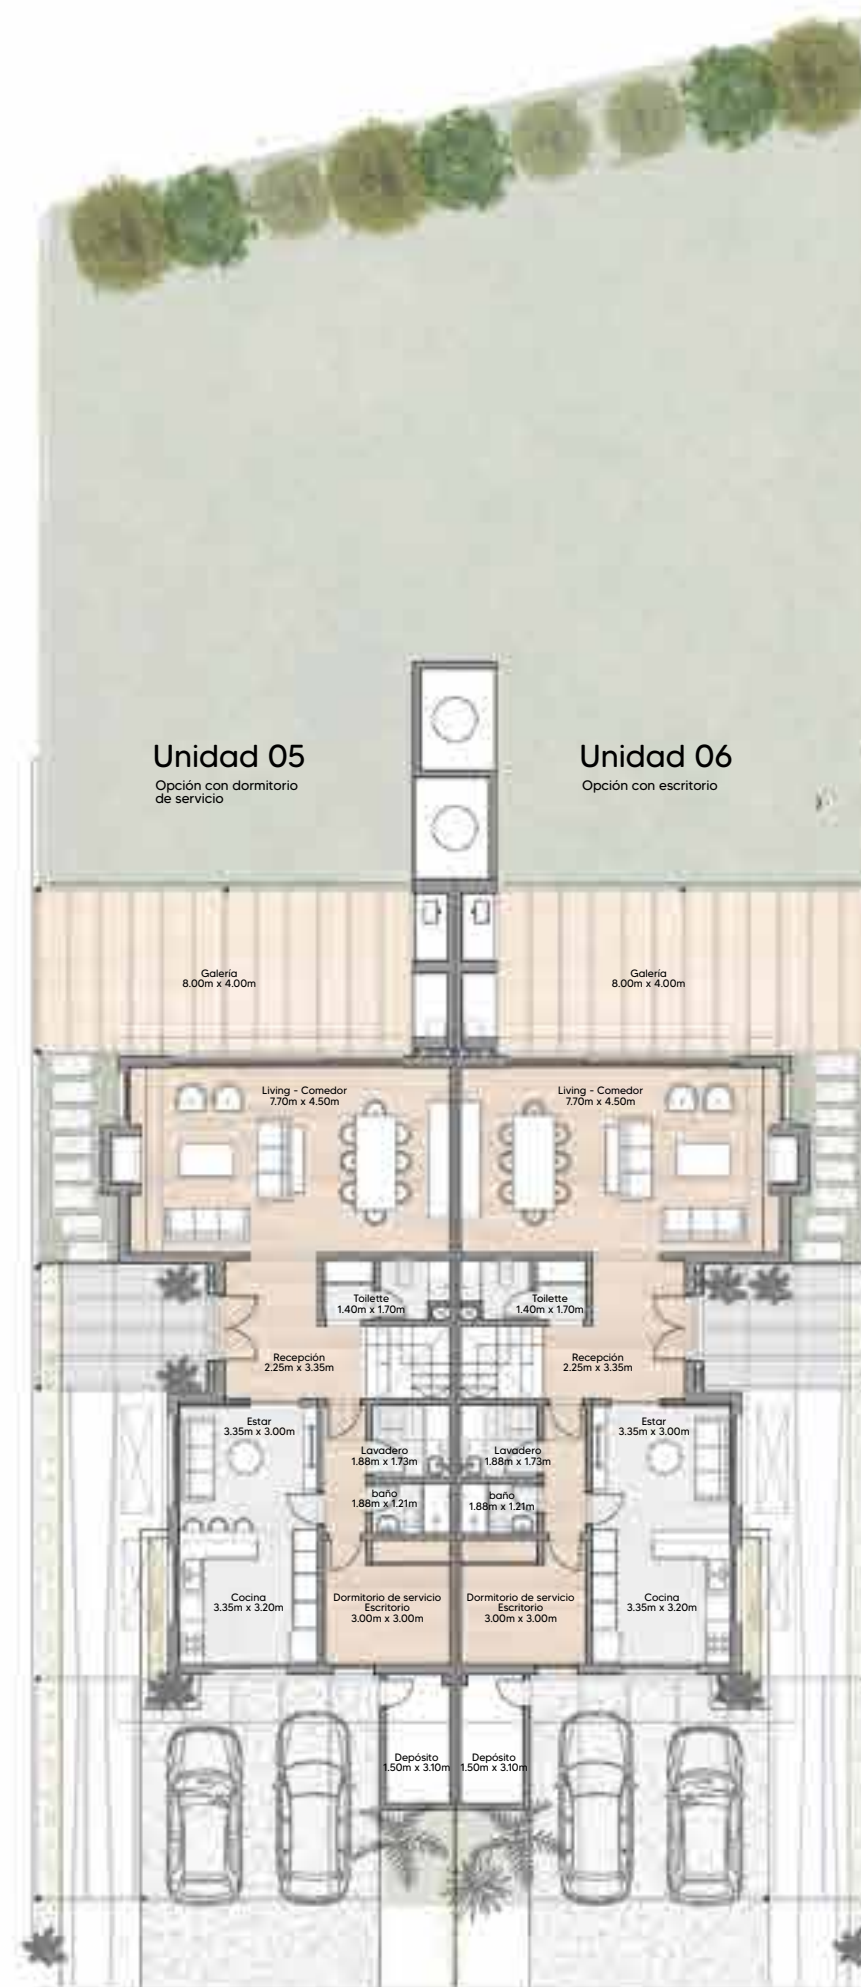 Unidad 05
Opción con dormitorio
de servicio
Unidad 06
Opción con escritorio
Galería
8.00m x 4.00m
Galería
8.00m x 4.00m
Living - Comedor
7.70m x 4.50m
Living - Comedor
7.70m x 4.50m
Toilette
1.40m x 1.70m
Toilette
1.40m x 1.70m
Recepción
2.25m x 3.35m
Recepción
2.25m x 3.35m
Estar
3.35m x 3.00m
Estar
3.35m x 3.00m
Lavadero
1.88m x 1.73m
Lavadero
1.88m x 1.73m
baño
1.88m x 1.21m
baño
1.88m x 1.21m
Cocina
3.35m x 3.20m
Dormitorio de servicio
Escritorio
3.00m x 3.00m
Dormitorio de servicio
Escritorio
3.00m x 3.00m
Cocina
3.35m x 3.20m
Depósito
1.50m x 3.10m
Depósito
1.50m x 3.10m